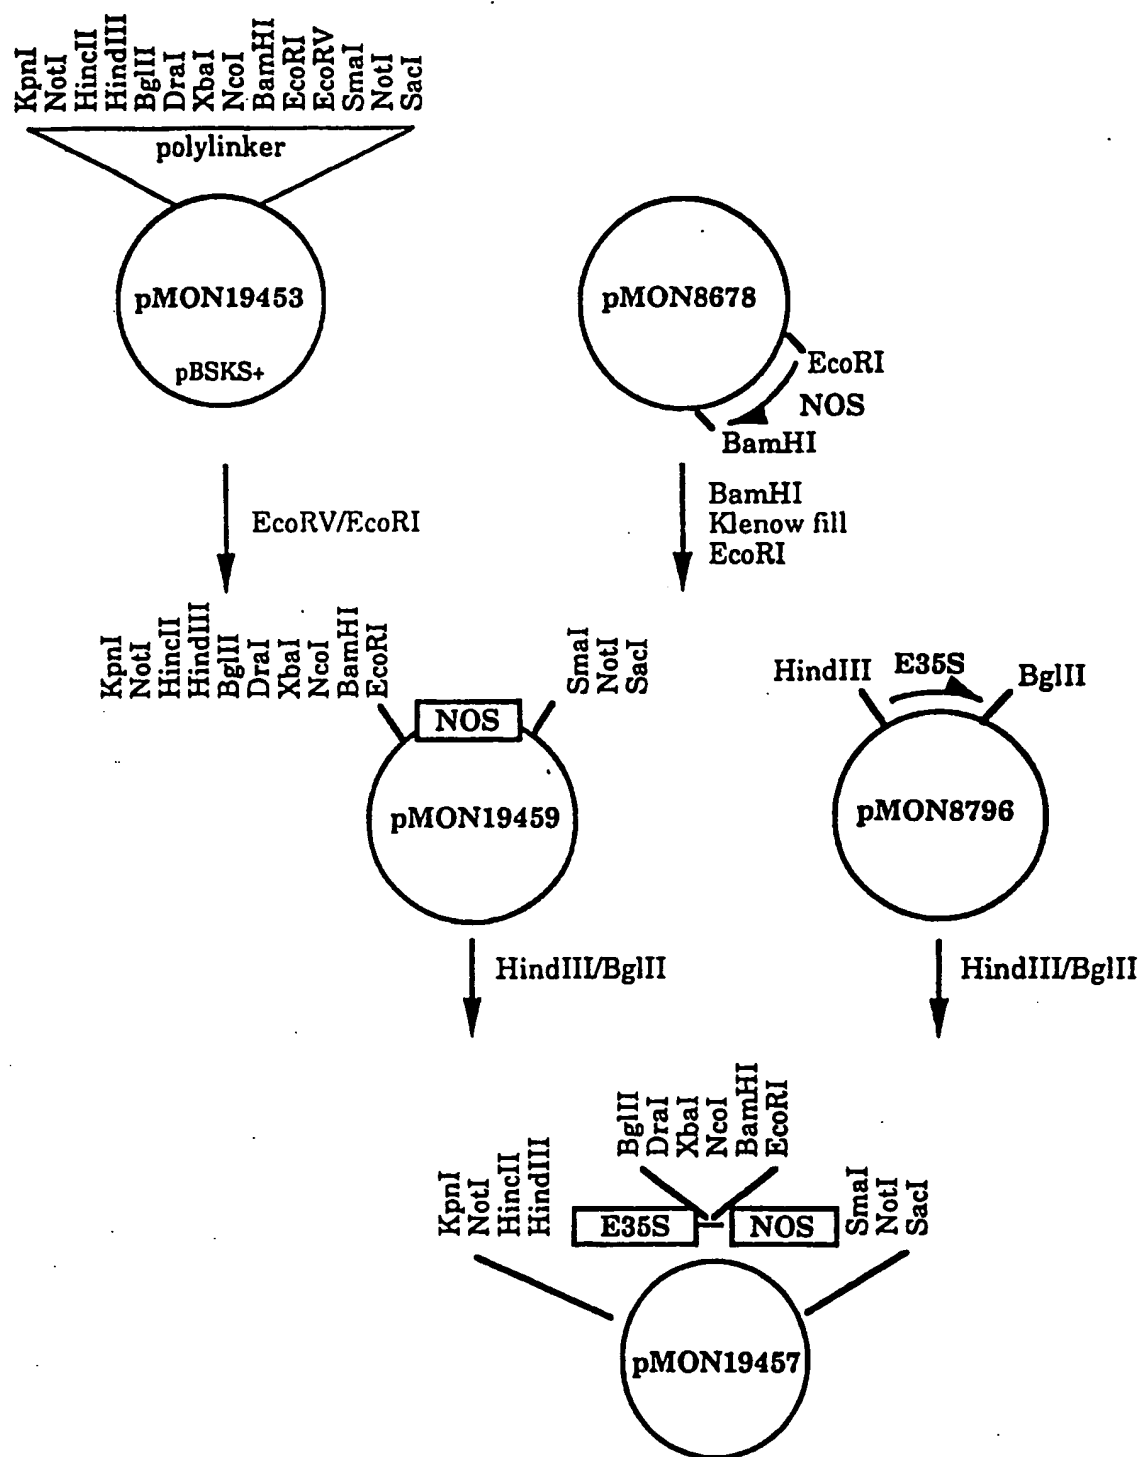 KpnI
NotI
HincII
HindIII
BglII
DraI
XbaI
NcoI
BamHI
EcoRI
EcoRV
SmaI
NotI
SacI
polylinker
pMON19453
pBSKS+
pMON8678
EcoRI
NOS
BamHI
EcoRV/EcoRI
BamHI
Klenow fill
EcoRI
KpnI
NotI
HincII
HindIII
BglII
DraI
XbaI
NcoI
BamHI
EcoRI
SmaI
NotI
SacI
NOS
pMON19459
HindIII
E35S
BglII
pMON8796
HindIII/BglII
HindIII/BglII
BglII
DraI
XbaI
NcoI
BamHI
EcoRI
KpnI
NotI
HincII
HindIII
E35S
NOS
SmaI
NotI
SacI
pMON19457